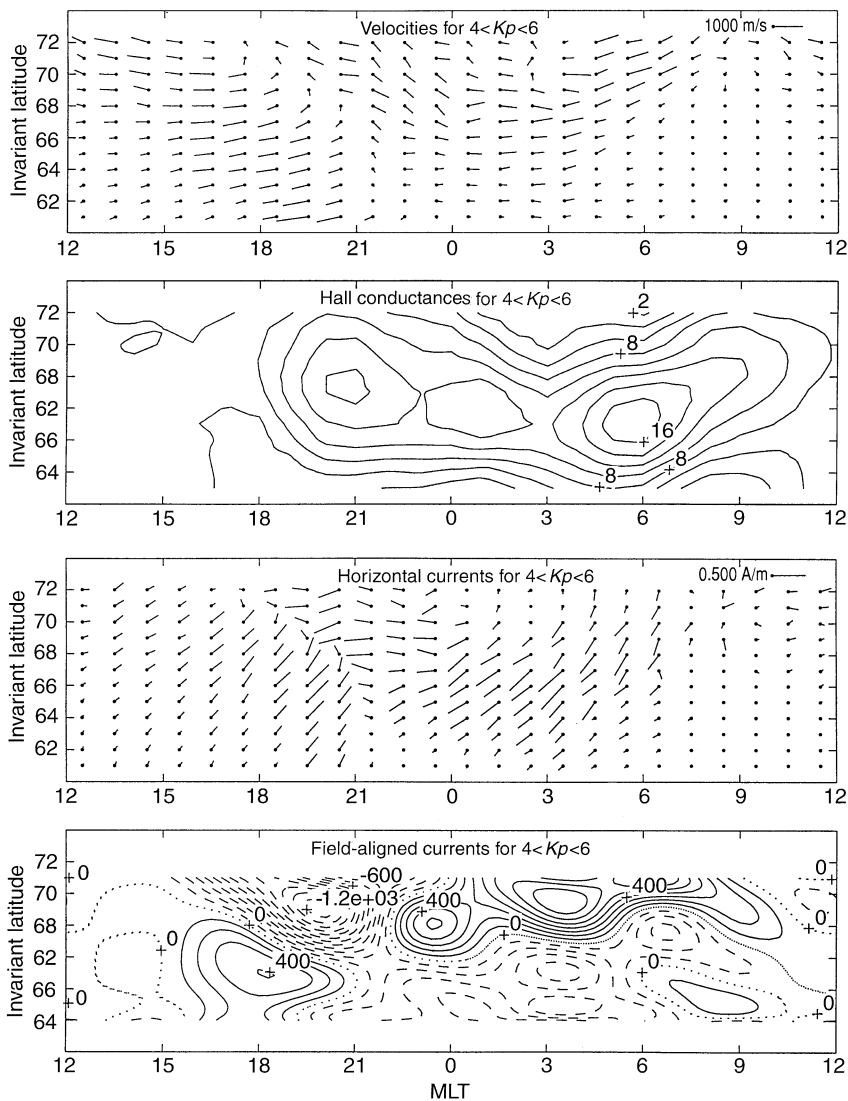 Velocities for 4<Kp<6
1000 m/s
Invariant latitude
72
70
68
66
64
62
12 15 18 21 0 3 6 9 12
Hall conductances for 4<Kp<6
Invariant latitude
72
70
68
62
66
64
2
8
16
8
8
12 15 18 21 0 3 6 9 12
Horizontal currents for 4<Kp<6
0.500 A/m
Invariant latitude
72
70
68
66
64
62
12 15 18 21 0 3 6 9 12
Field-aligned currents for 4<Kp<6
Invariant latitude
72
70
68
62
66
64
0
-600
0
-1.2e+03
400
400
0
0
0
0
400
0
0
0
0
12 15 18 21 0 3 6 9 12
MLT